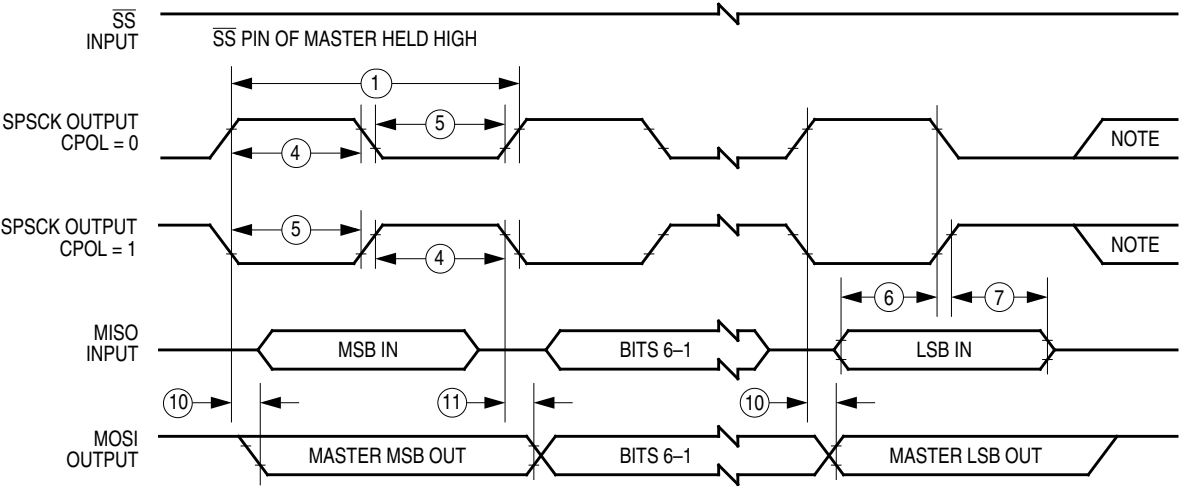 SS
INPUT
SS PIN OF MASTER HELD HIGH
1
SPSCK OUTPUT
CPOL = 0
5
4
NOTE
SPSCK OUTPUT
CPOL = 1
5
4
NOTE
6
7
MISO
INPUT
MSB IN
BITS 6–1
LSB IN
10
11
10
MOSI
OUTPUT
MASTER MSB OUT
BITS 6–1
MASTER LSB OUT